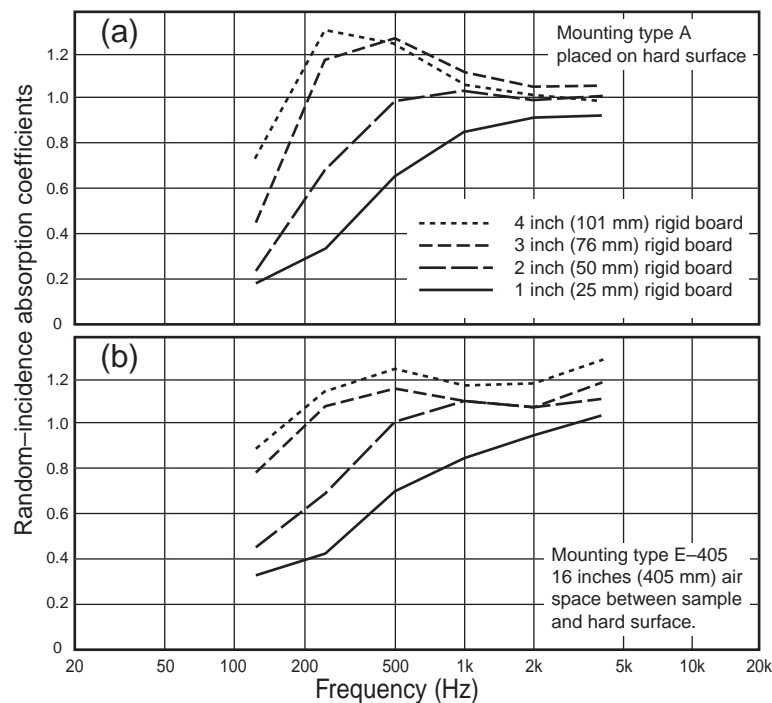 Random–incidence absorption coefficients
(a)
Mounting type A
placed on hard surface
1.2
1.0
0.8
0.6
0.4
0.2
0
4 inch (101 mm) rigid board
3 inch (76 mm) rigid board
2 inch (50 mm) rigid board
1 inch (25 mm) rigid board
(b)
1.2
1.0
0.8
0.6
0.4
0.2
0
Mounting type E–405
16 inches (405 mm) air
space between sample
and hard surface.
20 50 100 200 500 1k 2k 5k 10k 20k
Frequency (Hz)